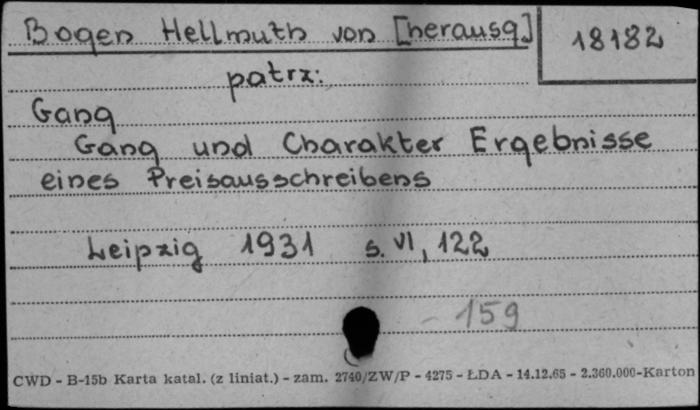 Bogen Hellmuth von [herausg.]
18182
patrz:
Gang
Gang und Charakter Ergebnisse
eines Preisausschreibens
Leipzig 1931 s. VI, 122
- 159
CWD - B-15b Karta katal. (z liniat.) - zam. 2740/ZW/P - 4275 - ŁDA - 14.12.65 - 2.360.000-Karton